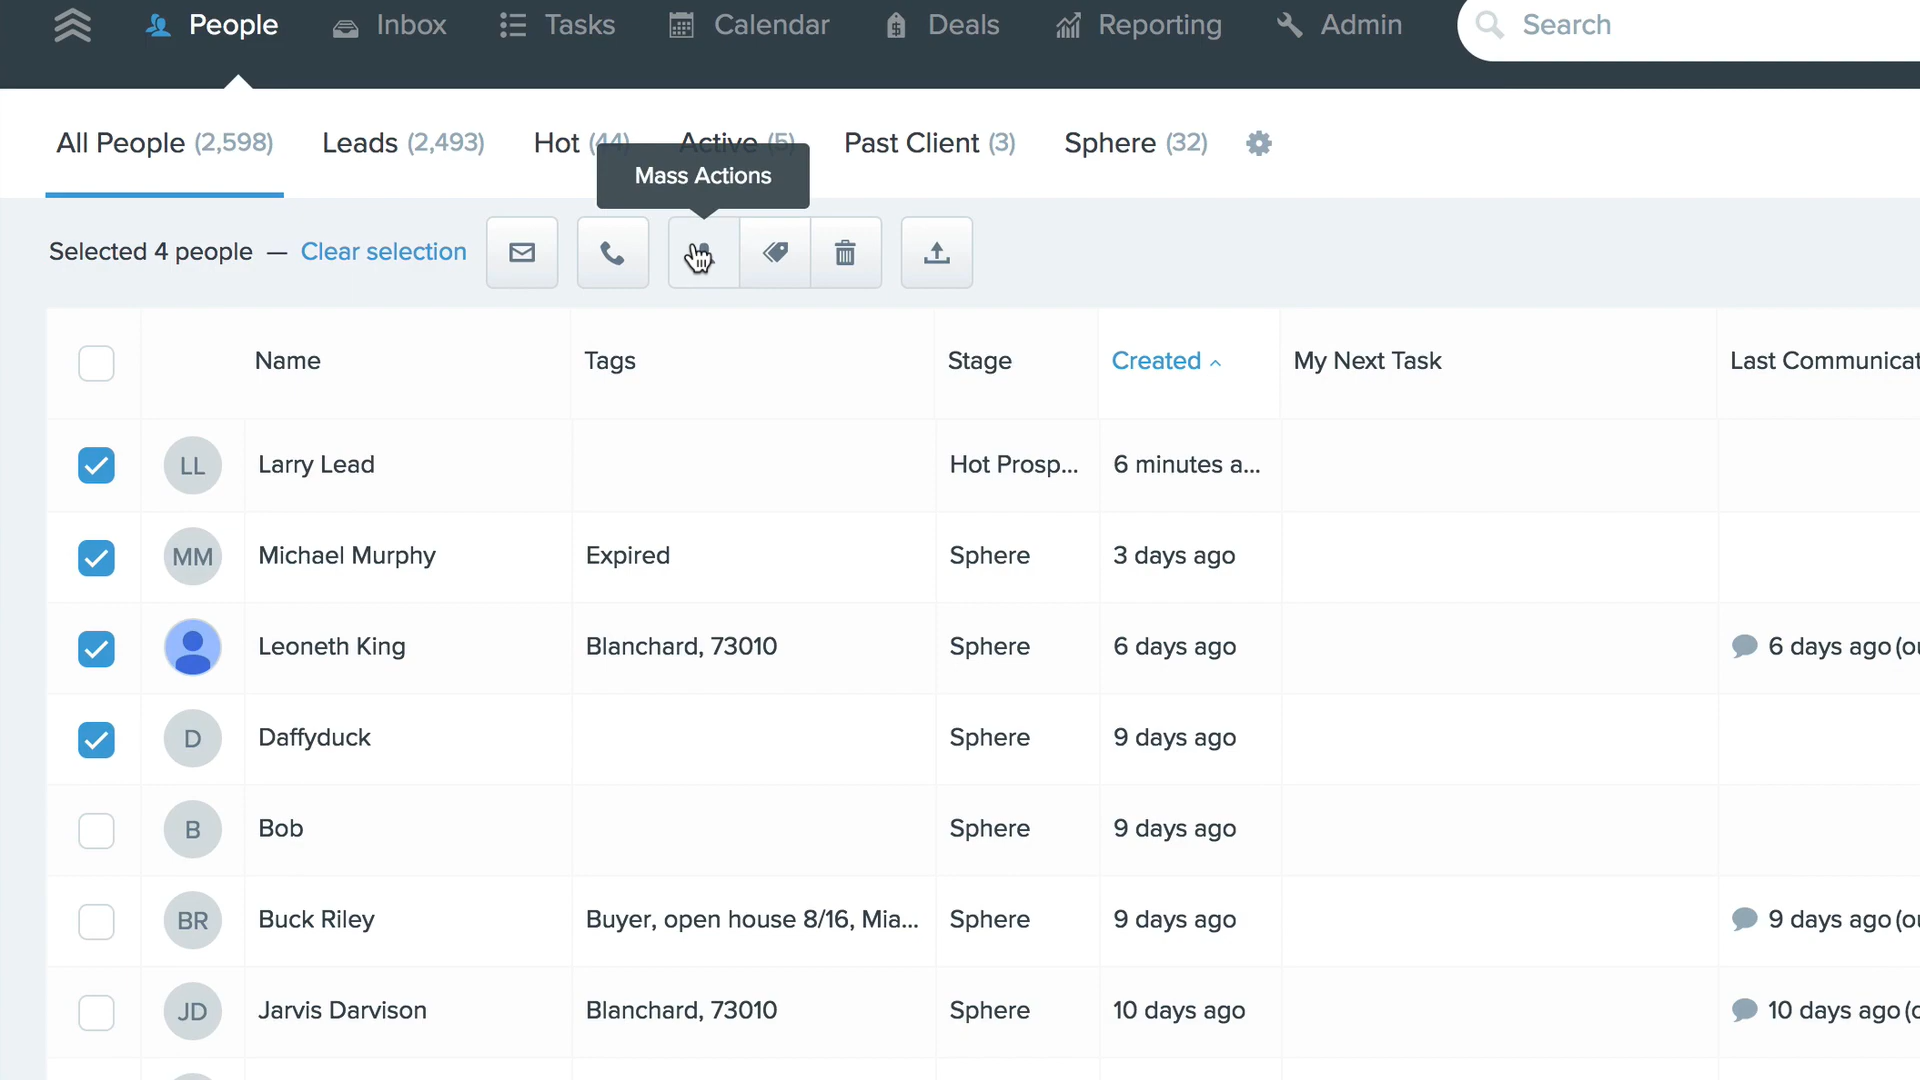 People Inbox Tasks Calendar Deals Reporting Admin Search
All People (2,598) Leads (2,493) Hot (44) Active (5) Past Client (3) Sphere (32)
Mass Actions
Selected 4 people — Clear selection
Name Tags Stage Created My Next Task Last Communicat
LL Larry Lead Hot Prosp... 6 minutes a...
MM Michael Murphy Expired Sphere 3 days ago
Leoneth King Blanchard, 73010 Sphere 6 days ago 6 days ago (ou
D Daffyduck Sphere 9 days ago
B Bob Sphere 9 days ago
BR Buck Riley Buyer, open house 8/16, Mia... Sphere 9 days ago 9 days ago (ou
JD Jarvis Darvison Blanchard, 73010 Sphere 10 days ago 10 days ago (o